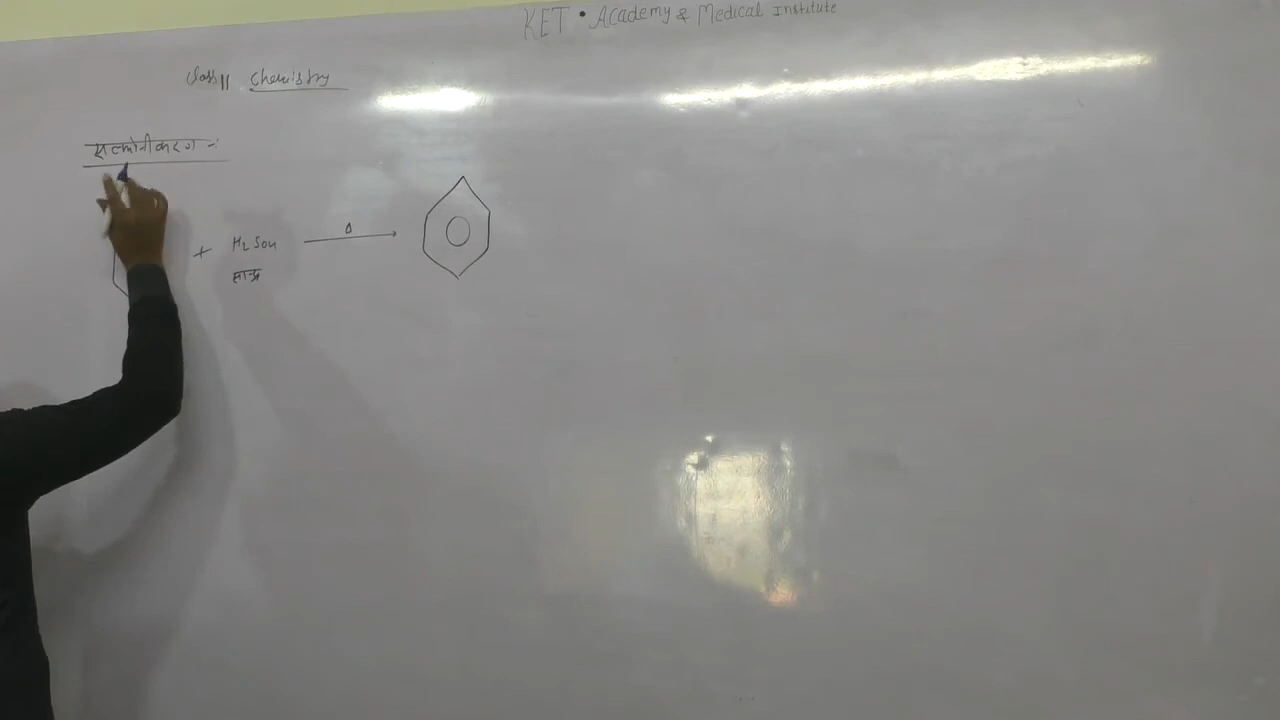 KET • Academy & Medical Institute
Class 11 Chemistry
सल्फोनीकरण -:
+ H2SO4 Δ
सान्द्र